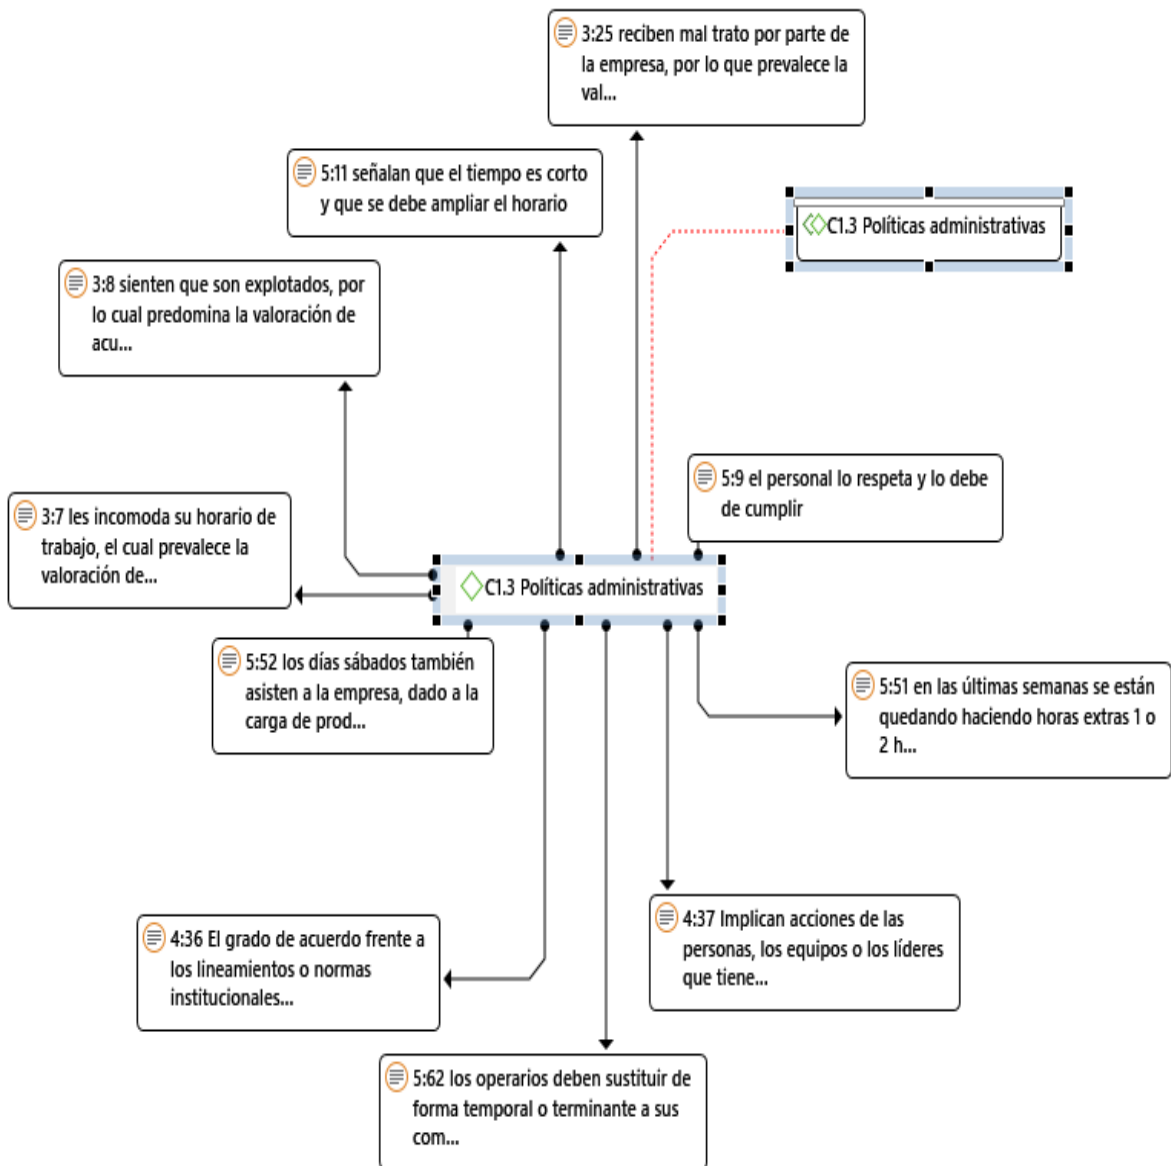 3:25 reciben mal trato por parte de
la empresa, por lo que prevalece la
val...
5:11 señalan que el tiempo es corto
y que se debe ampliar el horario
C1.3 Políticas administrativas
3:8 sienten que son explotados, por
lo cual predomina la valoración de
acu...
5:9 el personal lo respeta y lo debe
de cumplir
3:7 les incomoda su horario de
trabajo, el cual prevalece la
valoración de...
C1.3 Políticas administrativas
5:52 los días sábados también
asisten a la empresa, dado a la
carga de prod...
5:51 en las últimas semanas se están
quedando haciendo horas extras 1 o
2 h...
4:37 Implican acciones de las
personas, los equipos o los líderes
que tiene...
4:36 El grado de acuerdo frente a
los lineamientos o normas
institucionales...
5:62 los operarios deben sustituir de
forma temporal o terminante a sus
com...